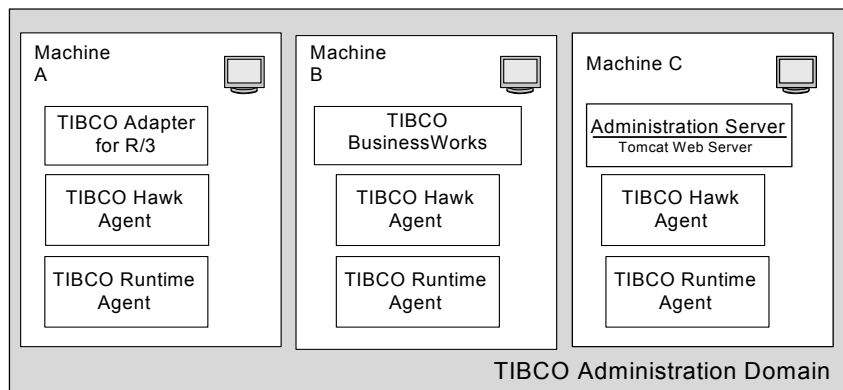 Machine
A
TIBCO Adapter
for R/3
TIBCO Hawk
Agent
TIBCO Runtime
Agent
Machine
B
TIBCO
BusinessWorks
TIBCO Hawk
Agent
TIBCO Runtime
Agent
Machine C
Administration Server
Tomcat Web Server
TIBCO Hawk
Agent
TIBCO Runtime
Agent
TIBCO Administration Domain